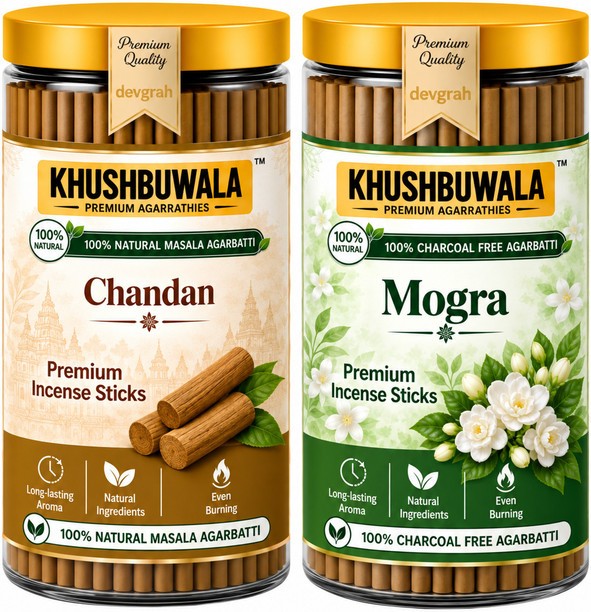 Premium
Quality
devgrah
KHUSHBUWALA ™
PREMIUM AGARRATHIES
100%
NATURAL
100% NATURAL MASALA AGARBATTI
Chandan
Premium
Incense Sticks
Long-lasting
Aroma
Natural
Ingredients
Even
Burning
100% NATURAL MASALA AGARBATTI
Premium
Quality
devgrah
KHUSHBUWALA ™
PREMIUM AGARRATHIES
100%
NATURAL
100% CHARCOAL FREE AGARBATTI
Mogra
Premium
Incense Sticks
Long-lasting
Aroma
Natural
Ingredients
Even
Burning
100% CHARCOAL FREE AGARBATTI